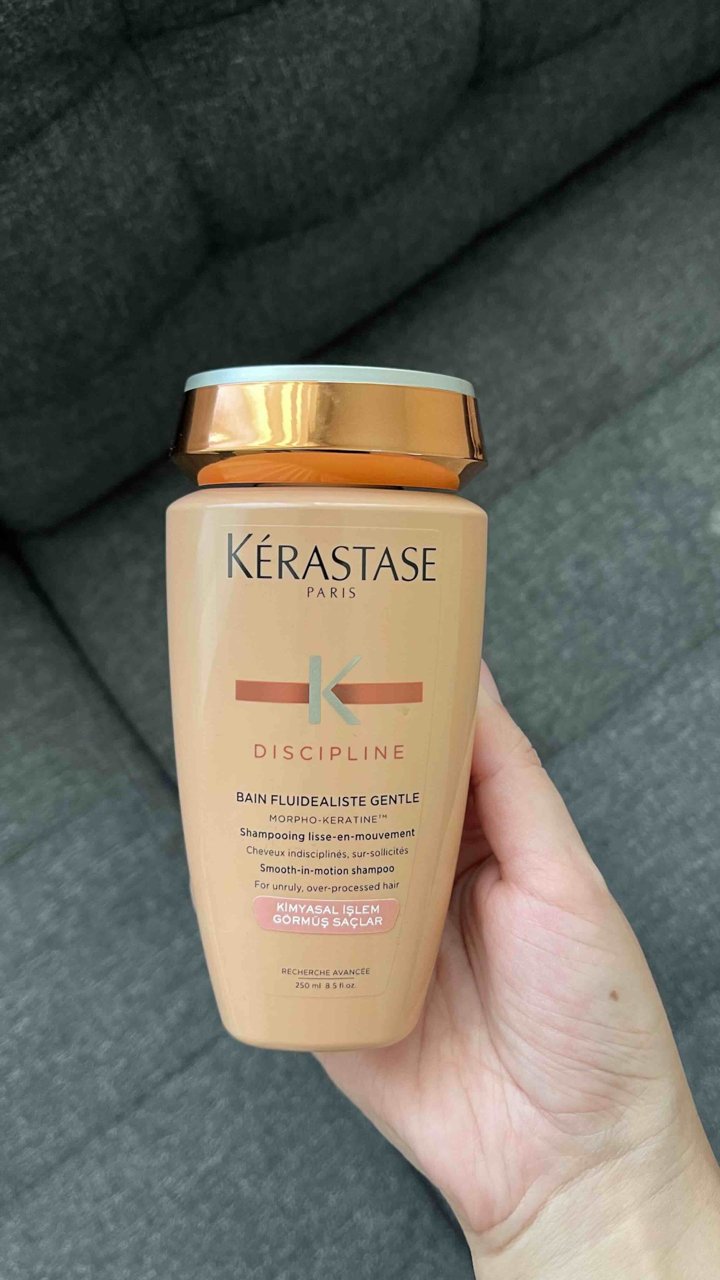 KÉRASTASE
PARIS
K
DISCIPLINE
BAIN FLUIDEALISTE GENTLE
MORPHO-KERATINE™
Shampooing lisse-en-mouvement
Cheveux indisciplinés, sur-sollicités
Smooth-in-motion shampoo
For unruly, over-processed hair
KİMYASAL İŞLEM
GÖRMÜŞ SAÇLAR
RECHERCHE AVANCÉE
250 ml 8.5 fl.oz.